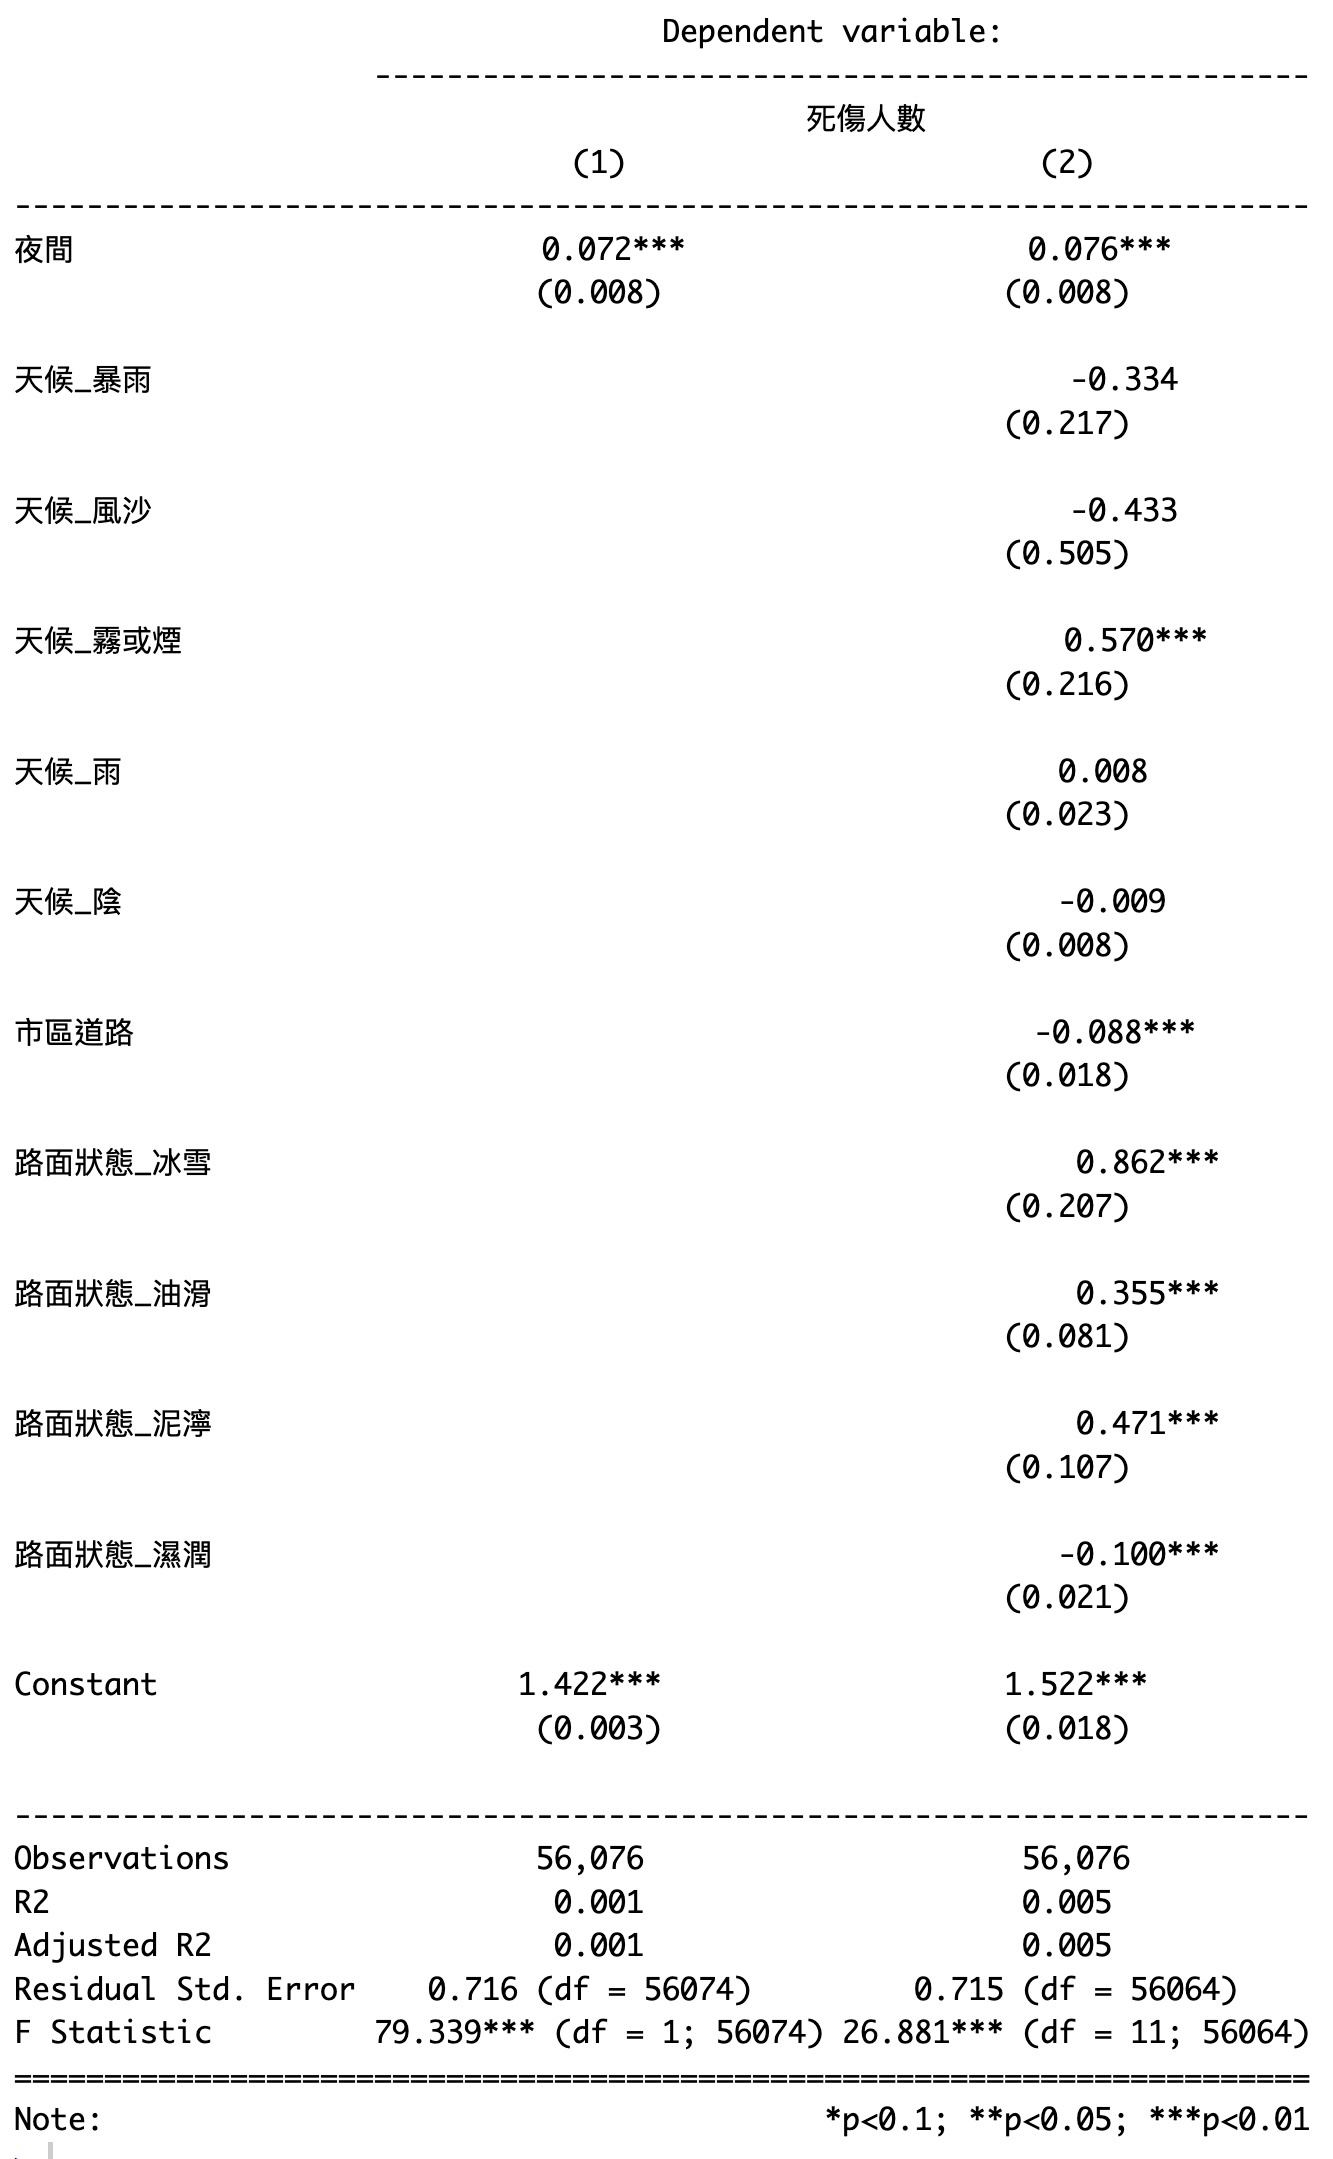 Dependent variable:
--------------------------------------------------
死傷人數
(1) (2)
------------------------------------------------------------------------
夜間 0.072*** 0.076***
(0.008) (0.008)
天候_暴雨 -0.334
(0.217)
天候_風沙 -0.433
(0.505)
天候_霧或煙 0.570***
(0.216)
天候_雨 0.008
(0.023)
天候_陰 -0.009
(0.008)
市區道路 -0.088***
(0.018)
路面狀態_冰雪 0.862***
(0.207)
路面狀態_油滑 0.355***
(0.081)
路面狀態_泥濘 0.471***
(0.107)
路面狀態_濕潤 -0.100***
(0.021)
Constant 1.422*** 1.522***
(0.003) (0.018)
------------------------------------------------------------------------
Observations 56,076 56,076
R2 0.001 0.005
Adjusted R2 0.001 0.005
Residual Std. Error 0.716 (df = 56074) 0.715 (df = 56064)
F Statistic 79.339*** (df = 1; 56074) 26.881*** (df = 11; 56064)
========================================================================
Note: *p<0.1; **p<0.05; ***p<0.01